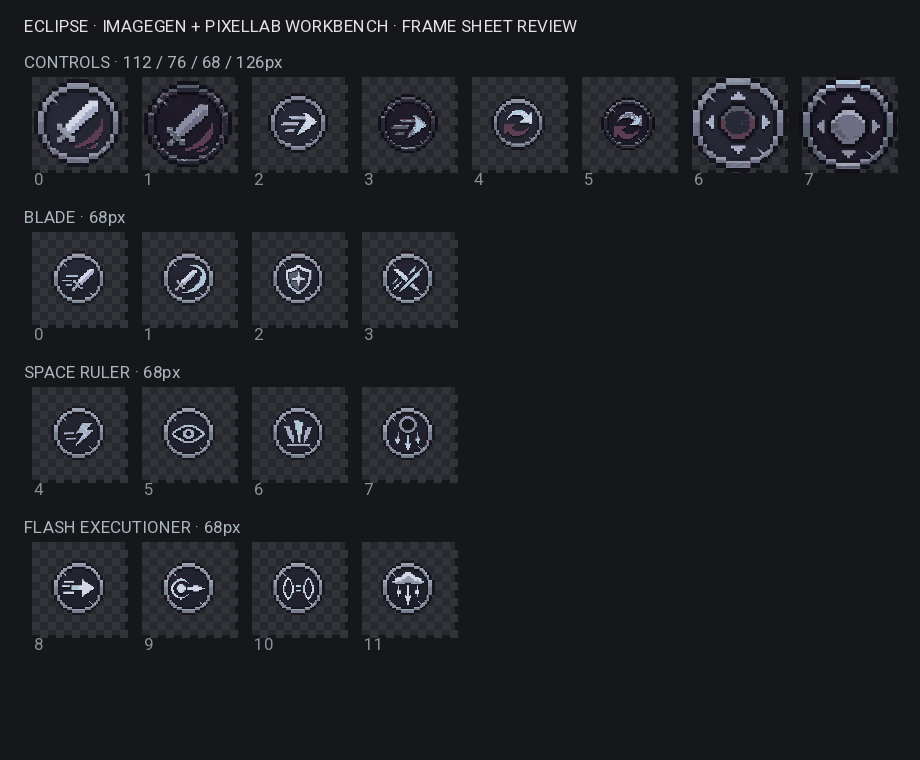 ECLIPSE · IMAGEGEN + PIXELLAB WORKBENCH · FRAME SHEET REVIEW
CONTROLS · 112 / 76 / 68 / 126px
0 1 2 3 4 5 6 7
BLADE · 68px
0 1 2 3
SPACE RULER · 68px
4 5 6 7
FLASH EXECUTIONER · 68px
8 9 10 11